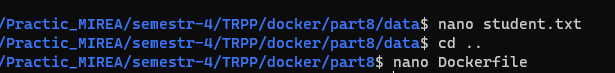 /Practic_MIREA/semestr-4/TRPP/docker/part8/data$ nano student.txt
/Practic_MIREA/semestr-4/TRPP/docker/part8/data$ cd ..
/Practic_MIREA/semestr-4/TRPP/docker/part8$ nano Dockerfile